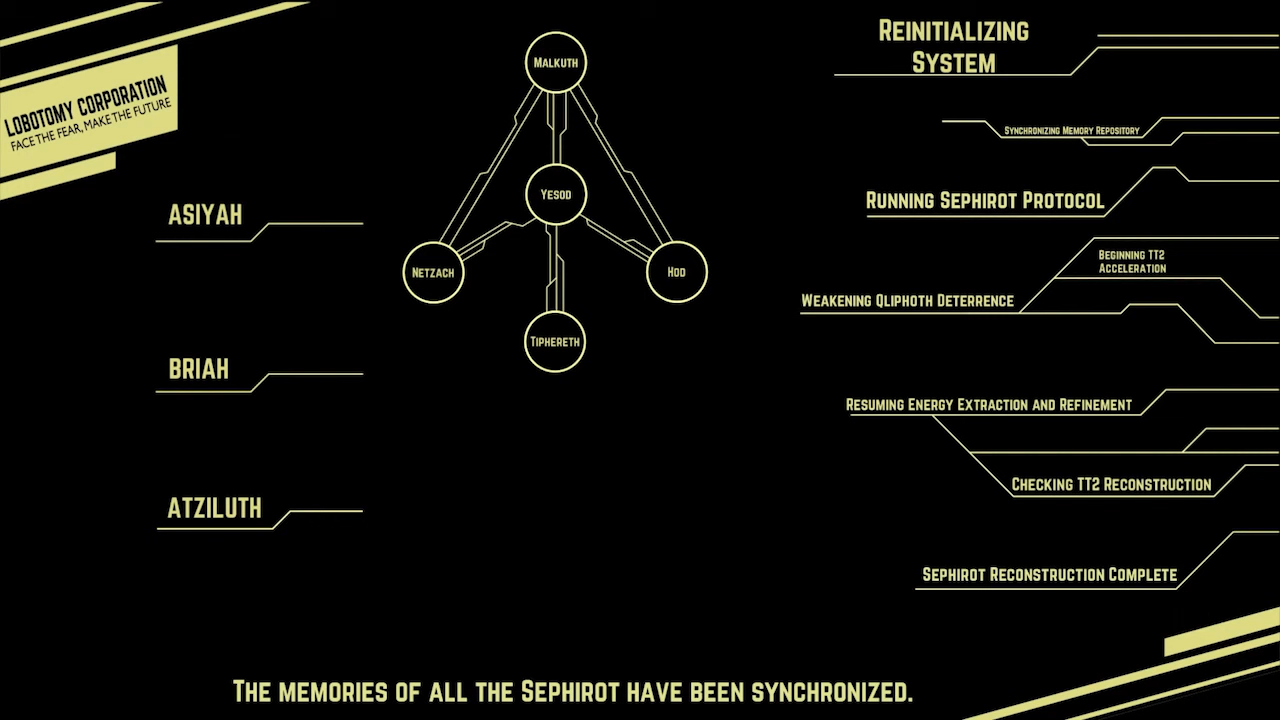 LOBOTOMY CORPORATION
FACE THE FEAR, MAKE THE FUTURE
ASIYAH
BRIAH
ATZILUTH
MALKUTH
YESOD
NETZACH
HOD
TIPHERETH
REINITIALIZING
SYSTEM
SYNCHRONIZING MEMORY REPOSITORY
RUNNING SEPHIROT PROTOCOL
BEGINNING TT2
ACCELERATION
WEAKENING QLIPHOTH DETERRENCE
RESUMING ENERGY EXTRACTION AND REFINEMENT
CHECKING TT2 RECONSTRUCTION
SEPHIROT RECONSTRUCTION COMPLETE
THE MEMORIES OF ALL THE SEPHIROT HAVE BEEN SYNCHRONIZED.